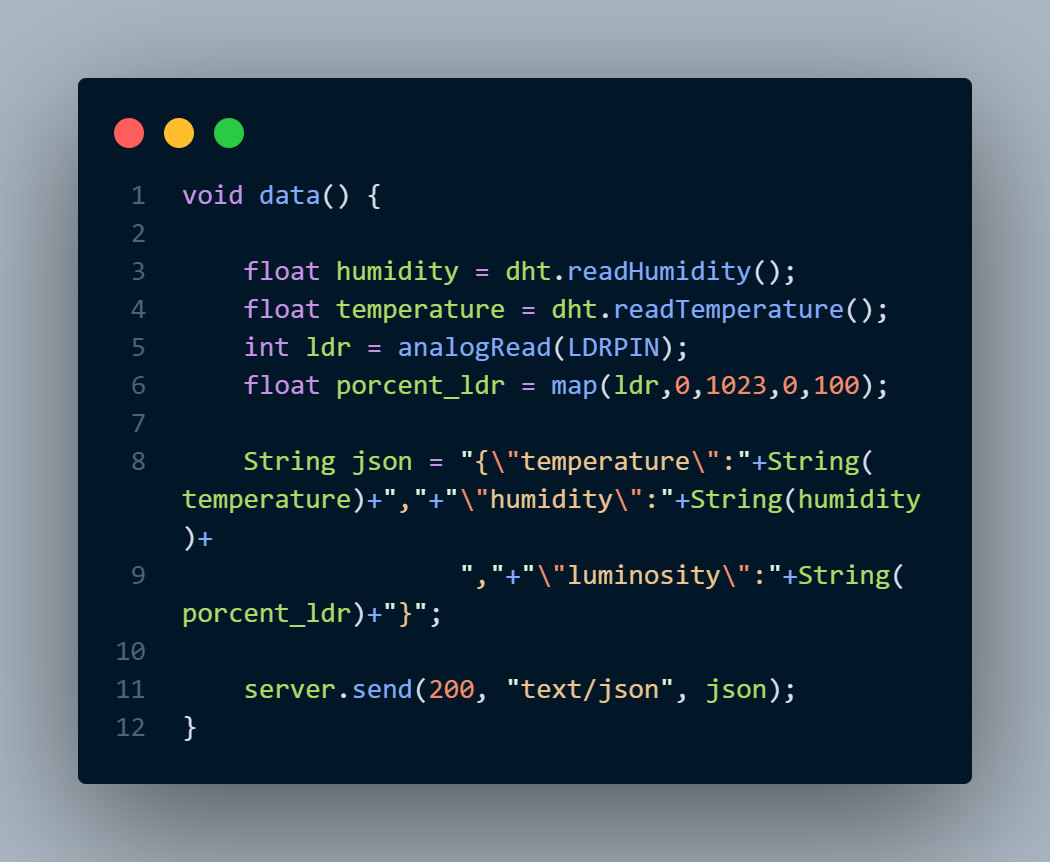 1 void data() {
2
3     float humidity = dht.readHumidity();
4     float temperature = dht.readTemperature();
5     int ldr = analogRead(LDRPIN);
6     float porcent_ldr = map(ldr,0,1023,0,100);
7
8     String json = "{\"temperature\":"+String(
temperature)+","+"\"humidity\":"+String(humidity
)+
9                   ","+"\"luminosity\":"+String(
porcent_ldr)+"}";
10
11     server.send(200, "text/json", json);
12 }